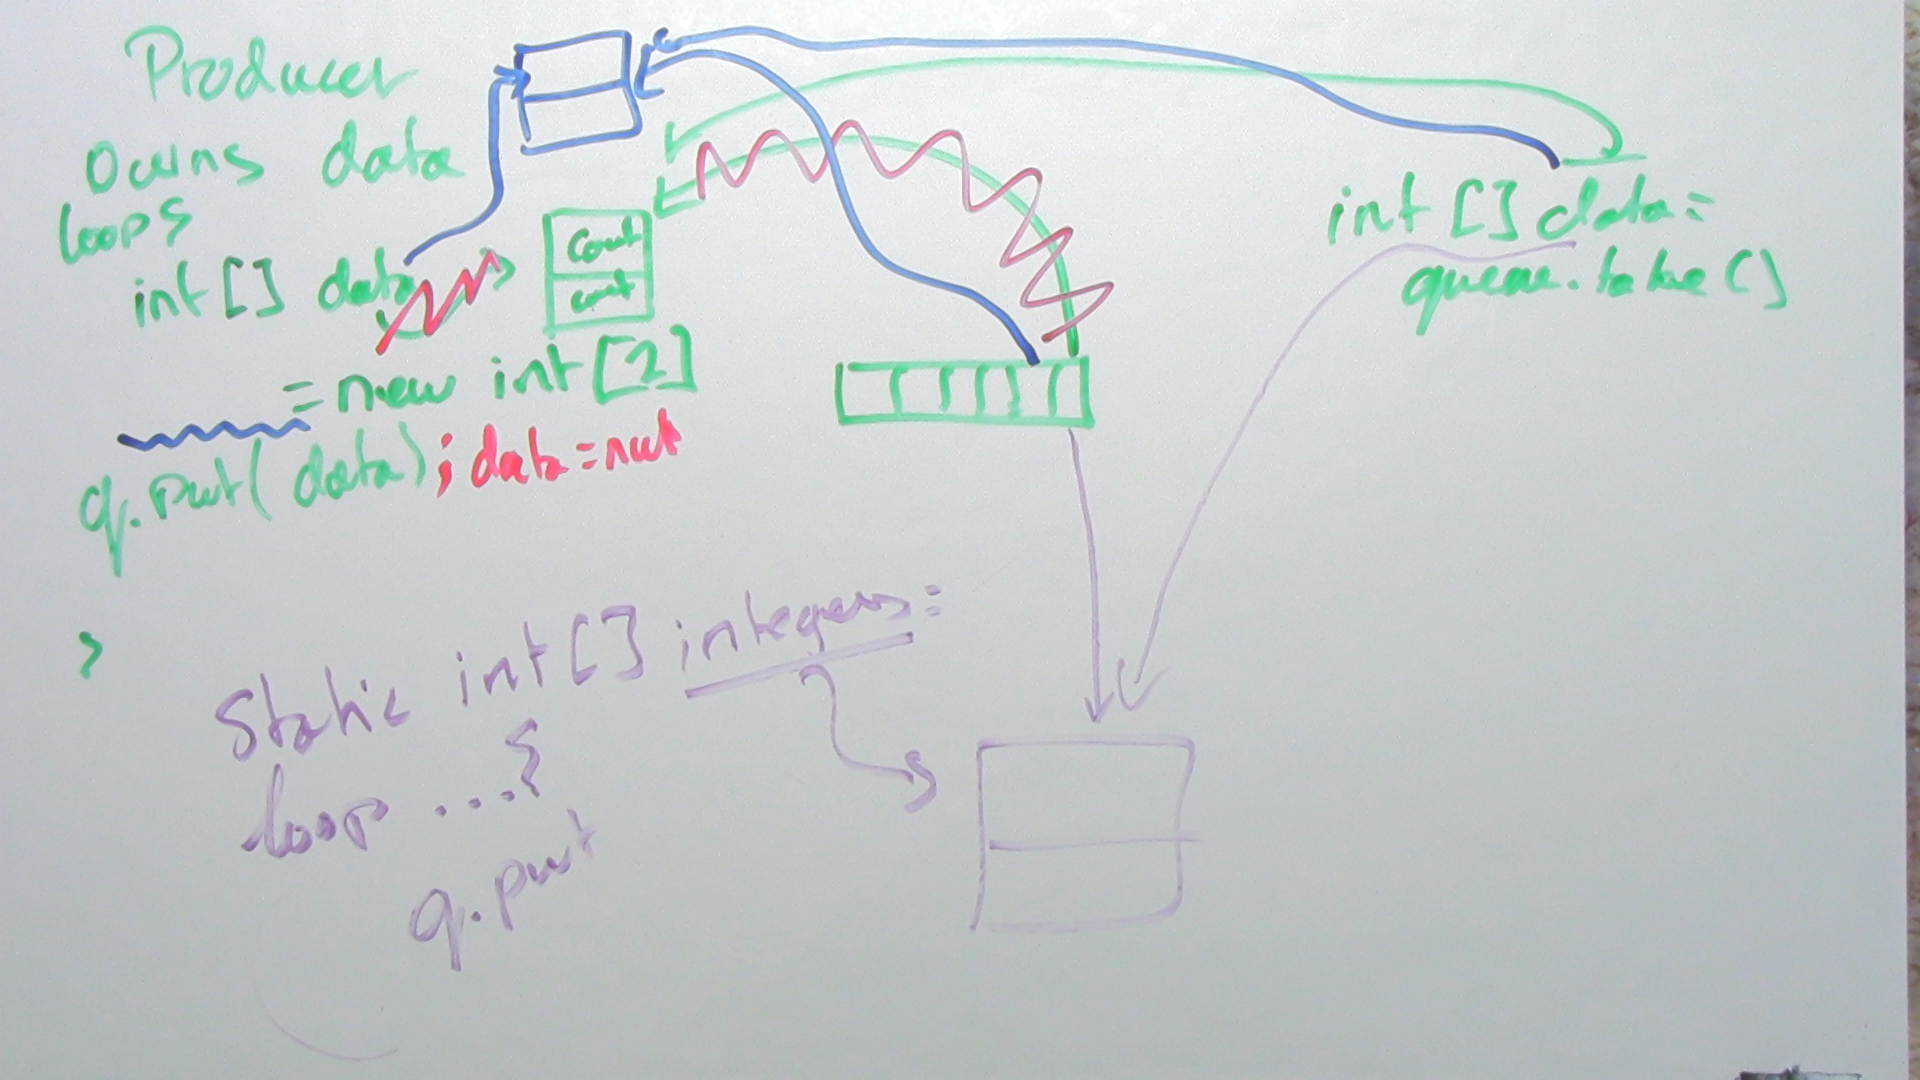 Producer
Owns data
loops
int [] data
count
count
= new int [2]
q.put( data) ; data = null
int [] data =
queue.take()
}
Static int [] integers =
loop ....{
q.put